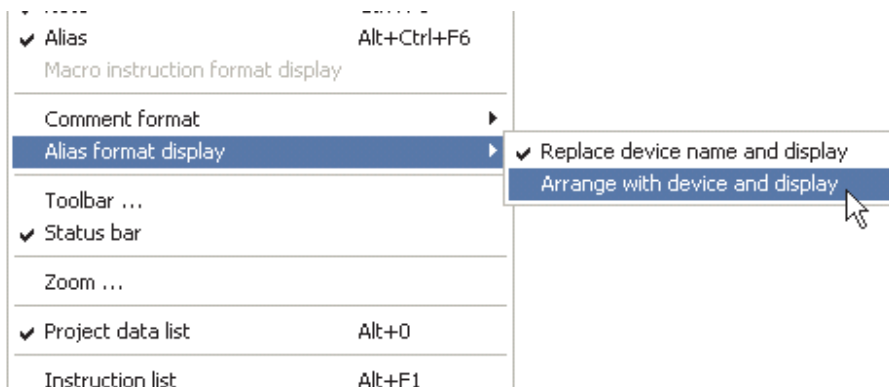 Alias Alt+Ctrl+F6
Macro instruction format display
Comment format
Alias format display
Replace device name and display
Arrange with device and display
Toolbar ...
Status bar
Zoom ...
Project data list Alt+0
Instruction list Alt+F1